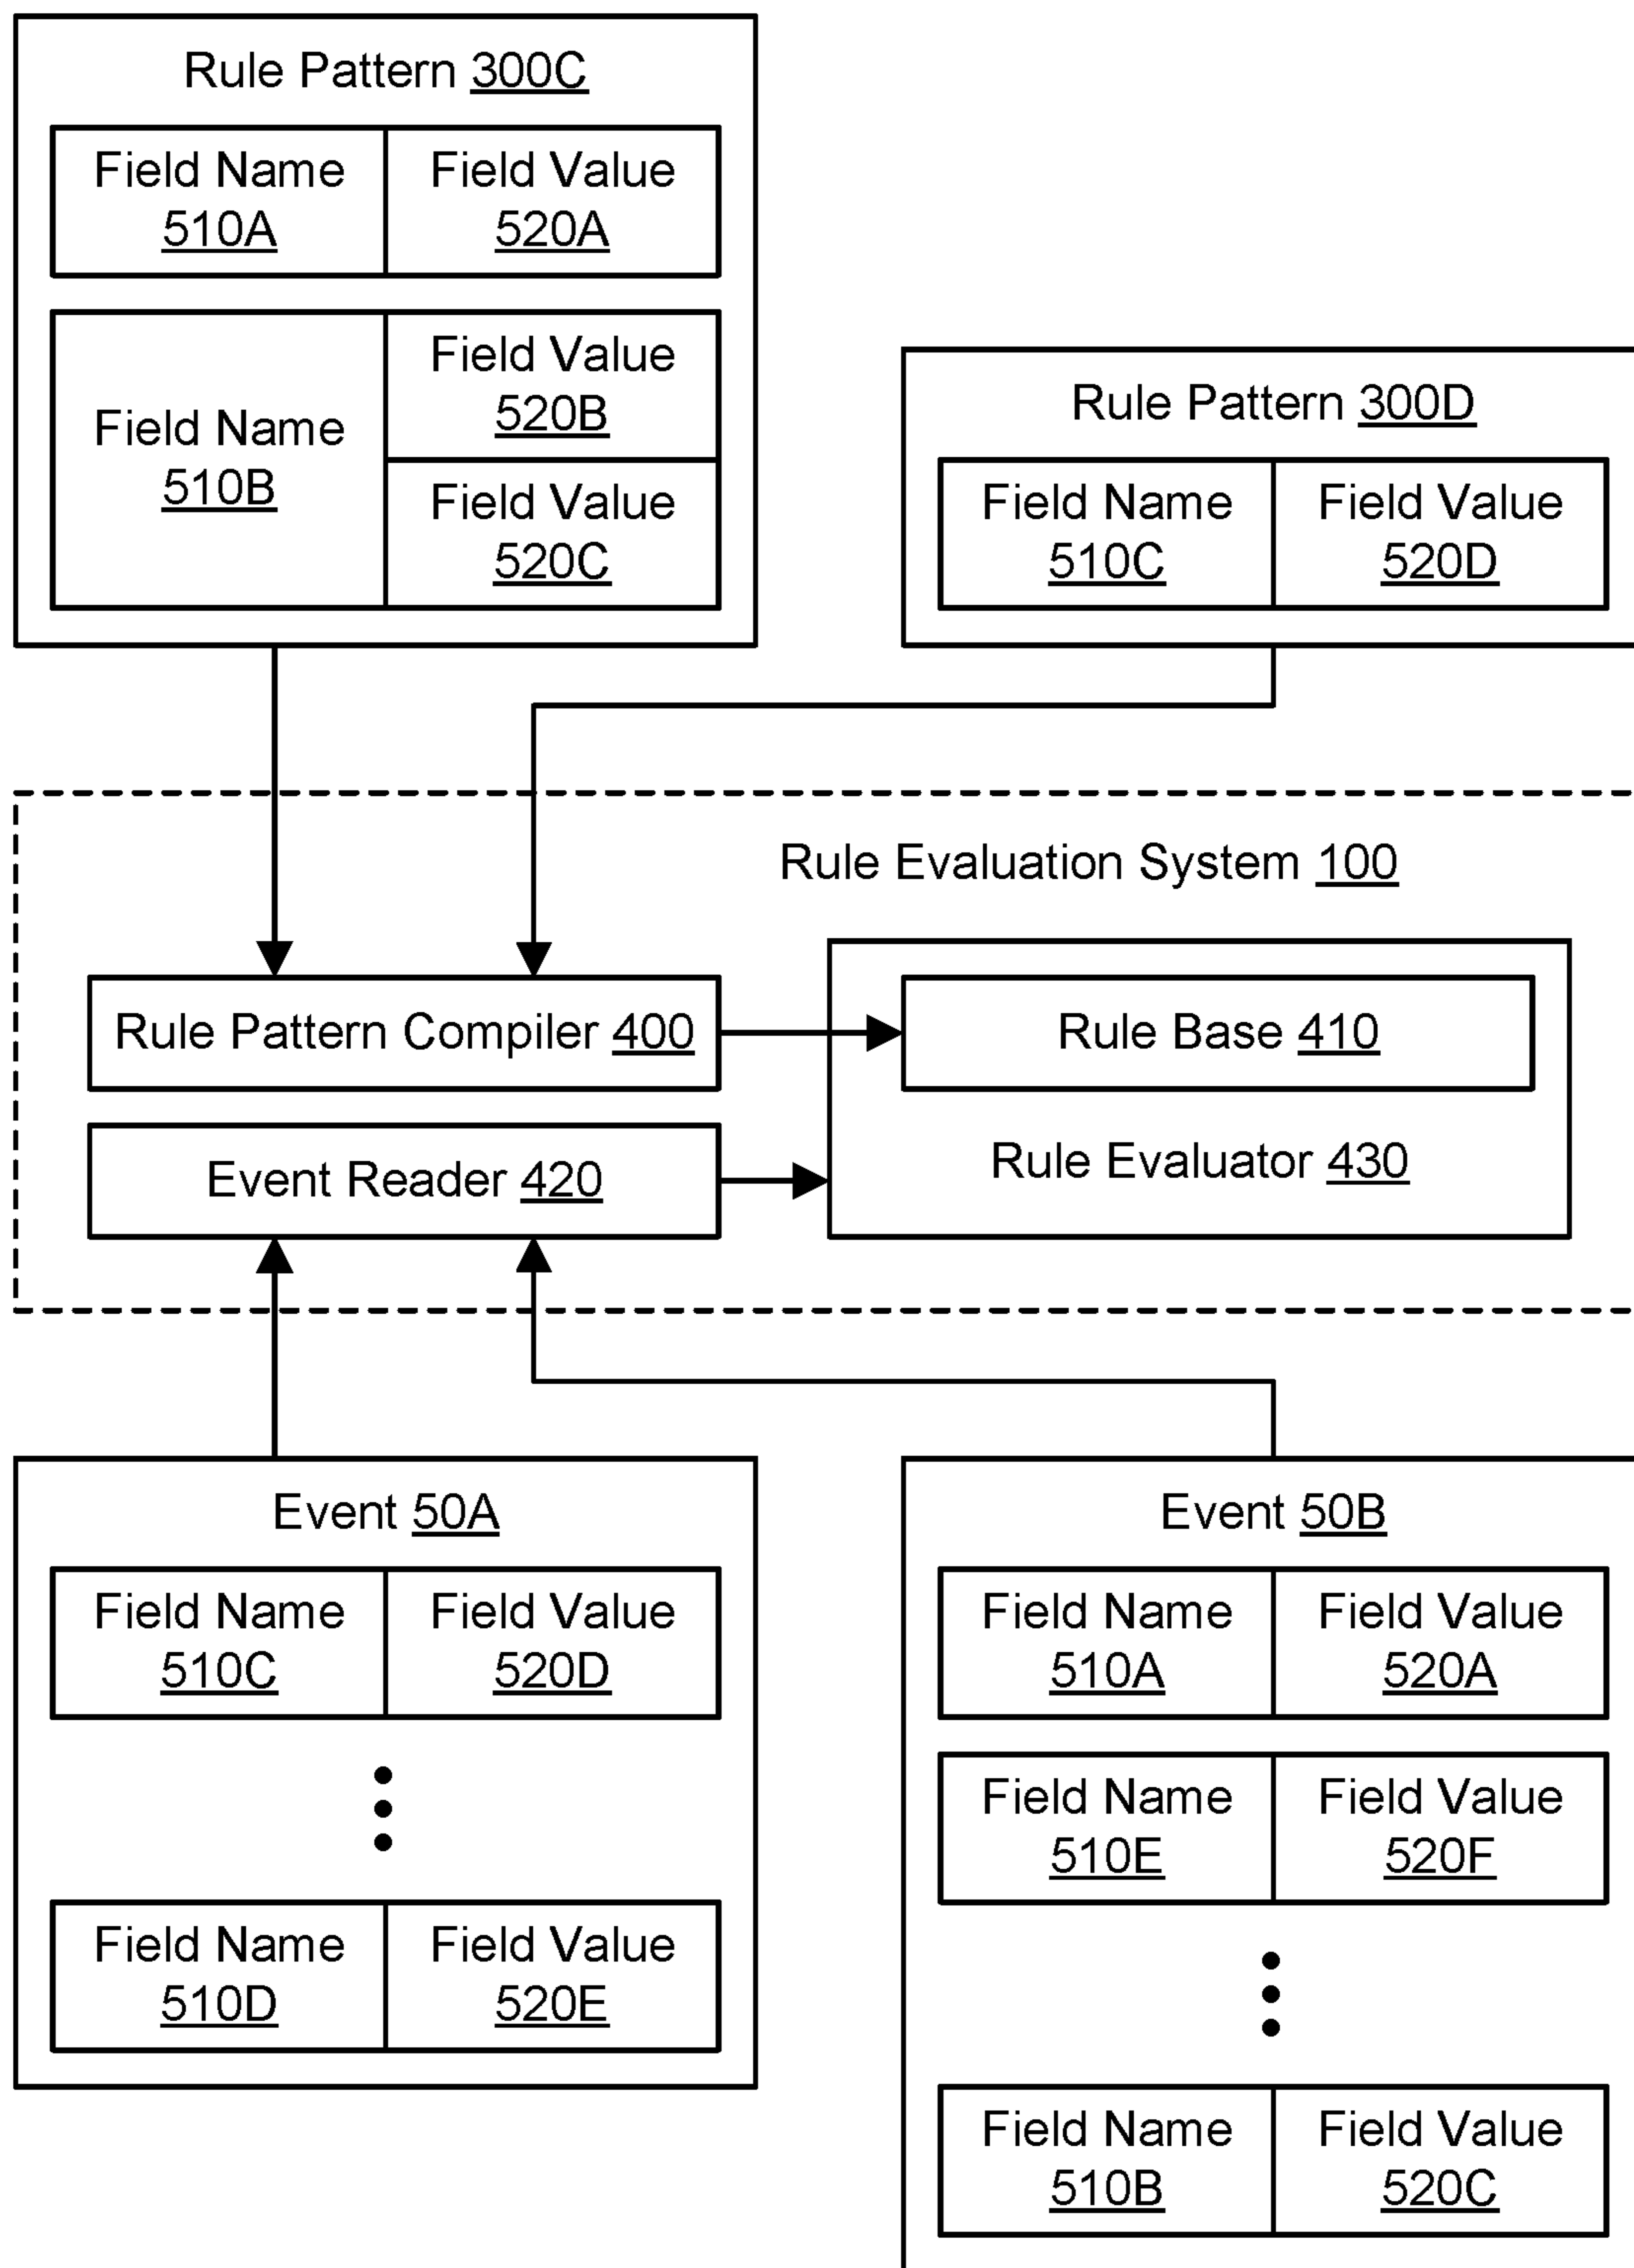 Rule Pattern 300C
Field Name
510A
Field Value
520A
Field Name
510B
Field Value
520B
Field Value
520C
Rule Pattern 300D
Field Name
510C
Field Value
520D
Rule Evaluation System 100
Rule Pattern Compiler 400
Rule Base 410
Event Reader 420
Rule Evaluator 430
Event 50A
Field Name
510C
Field Value
520D
Field Name
510D
Field Value
520E
Event 50B
Field Name
510A
Field Value
520A
Field Name
510E
Field Value
520F
Field Name
510B
Field Value
520C